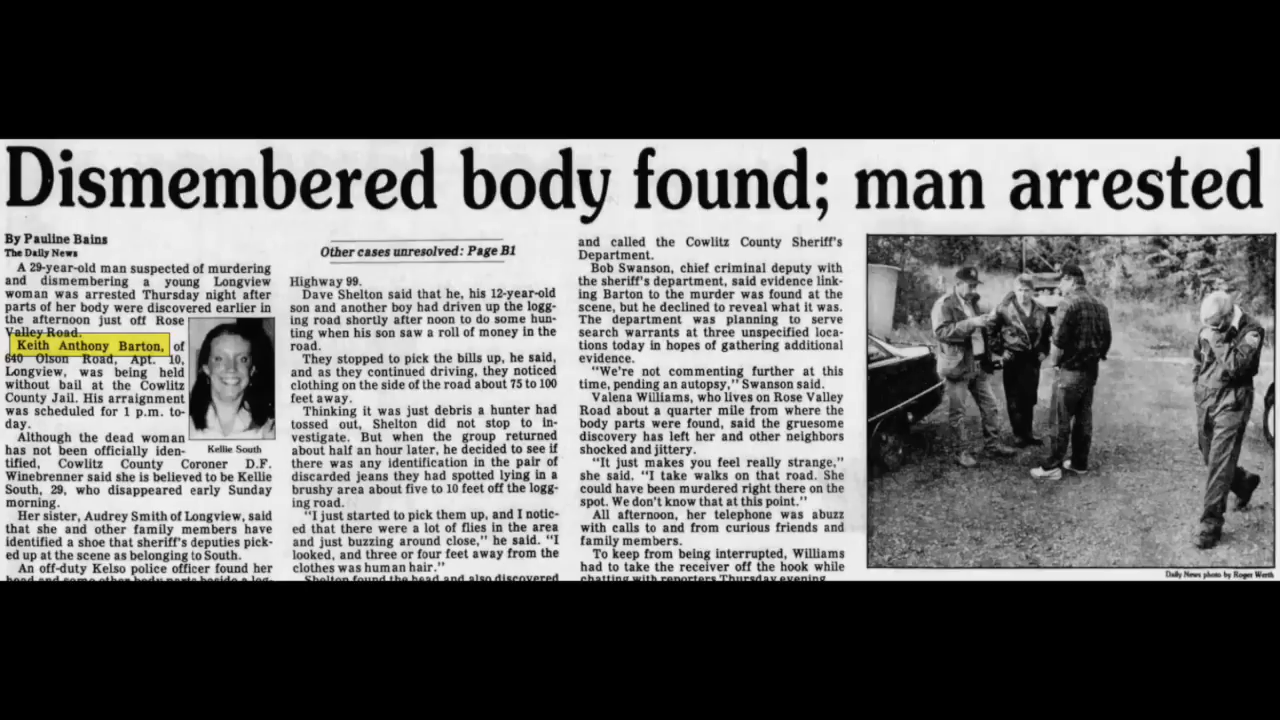 Dismembered body found; man arrested
By Pauline Bains
The Daily News
A 29-year-old man suspected of murdering
and dismembering a young Longview
woman was arrested Thursday night after
parts of her body were discovered earlier in
the afternoon just off Rose
Valley Road.
Keith Anthony Barton, of
640 Olson Road, Apt. 10,
Longview, was being held
without bail at the Cowlitz
County Jail. His arraignment
was scheduled for 1 p.m. to-
day.
Although the dead woman
has not been officially iden-
tified, Cowlitz County Coroner D.F.
Winebrenner said she is believed to be Kellie
South, 29, who disappeared early Sunday
morning.
Her sister, Audrey Smith of Longview, said
that she and other family members have
identified a shoe that sheriff's deputies pick-
ed up at the scene as belonging to South.
An off-duty Kelso police officer found her
head and some other body parts beside a log-
Kellie South
Other cases unresolved: Page B1
Highway 99.
Dave Shelton said that he, his 12-year-old
son and another boy had driven up the logg-
ing road shortly after noon to do some hun-
ting when his son saw a roll of money in the
road.
They stopped to pick the bills up, he said,
and as they continued driving, they noticed
clothing on the side of the road about 75 to 100
feet away.
Thinking it was just debris a hunter had
tossed out, Shelton did not stop to in-
vestigate. But when the group returned
about half an hour later, he decided to see if
there was any identification in the pair of
discarded jeans they had spotted lying in a
brushy area about five to 10 feet off the logg-
ing road.
"I just started to pick them up, and I notic-
ed that there were a lot of flies in the area
and just buzzing around close," he said. "I
looked, and three or four feet away from the
clothes was human hair."
Shelton found the head and also discovered
and called the Cowlitz County Sheriff's
Department.
Bob Swanson, chief criminal deputy with
the sheriff's department, said evidence link-
ing Barton to the murder was found at the
scene, but he declined to reveal what it was.
The department was planning to serve
search warrants at three unspecified loca-
tions today in hopes of gathering additional
evidence.
"We're not commenting further at this
time, pending an autopsy," Swanson said.
Valena Williams, who lives on Rose Valley
Road about a quarter mile from where the
body parts were found, said the gruesome
discovery has left her and other neighbors
shocked and jittery.
"It just makes you feel really strange,"
she said. "I take walks on that road. She
could have been murdered right there on the
spot. We don't know that at this point."
All afternoon, her telephone was abuzz
with calls to and from curious friends and
family members.
To keep from being interrupted, Williams
had to take the receiver off the hook while
chatting with reporters Thursday evening.
Daily News photo by Roger Werth